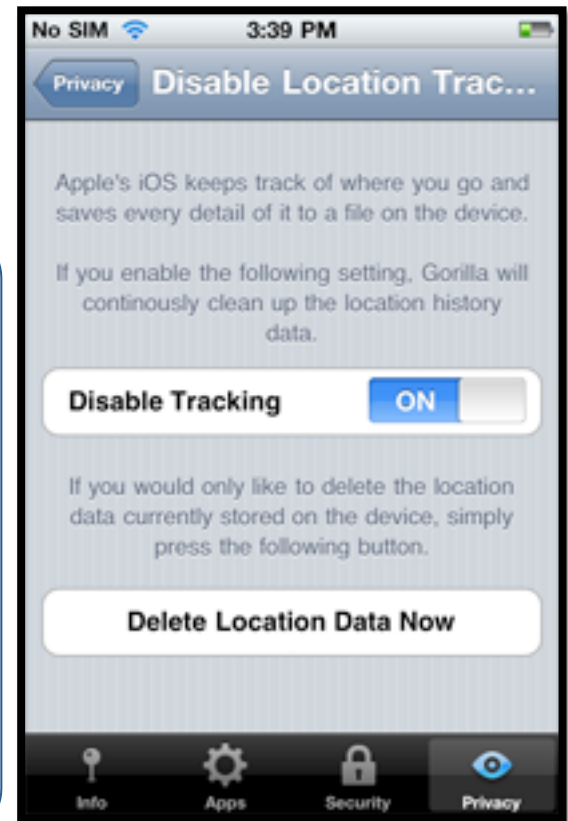 No SIM 3:39 PM
Privacy Disable Location Trac...
Apple's iOS keeps track of where you go and
saves every detail of it to a file on the device.
If you enable the following setting, Gorilla will
continously clean up the location history
data.
Disable Tracking ON
If you would only like to delete the location
data currently stored on the device, simply
press the following button.
Delete Location Data Now
Info Apps Security Privacy